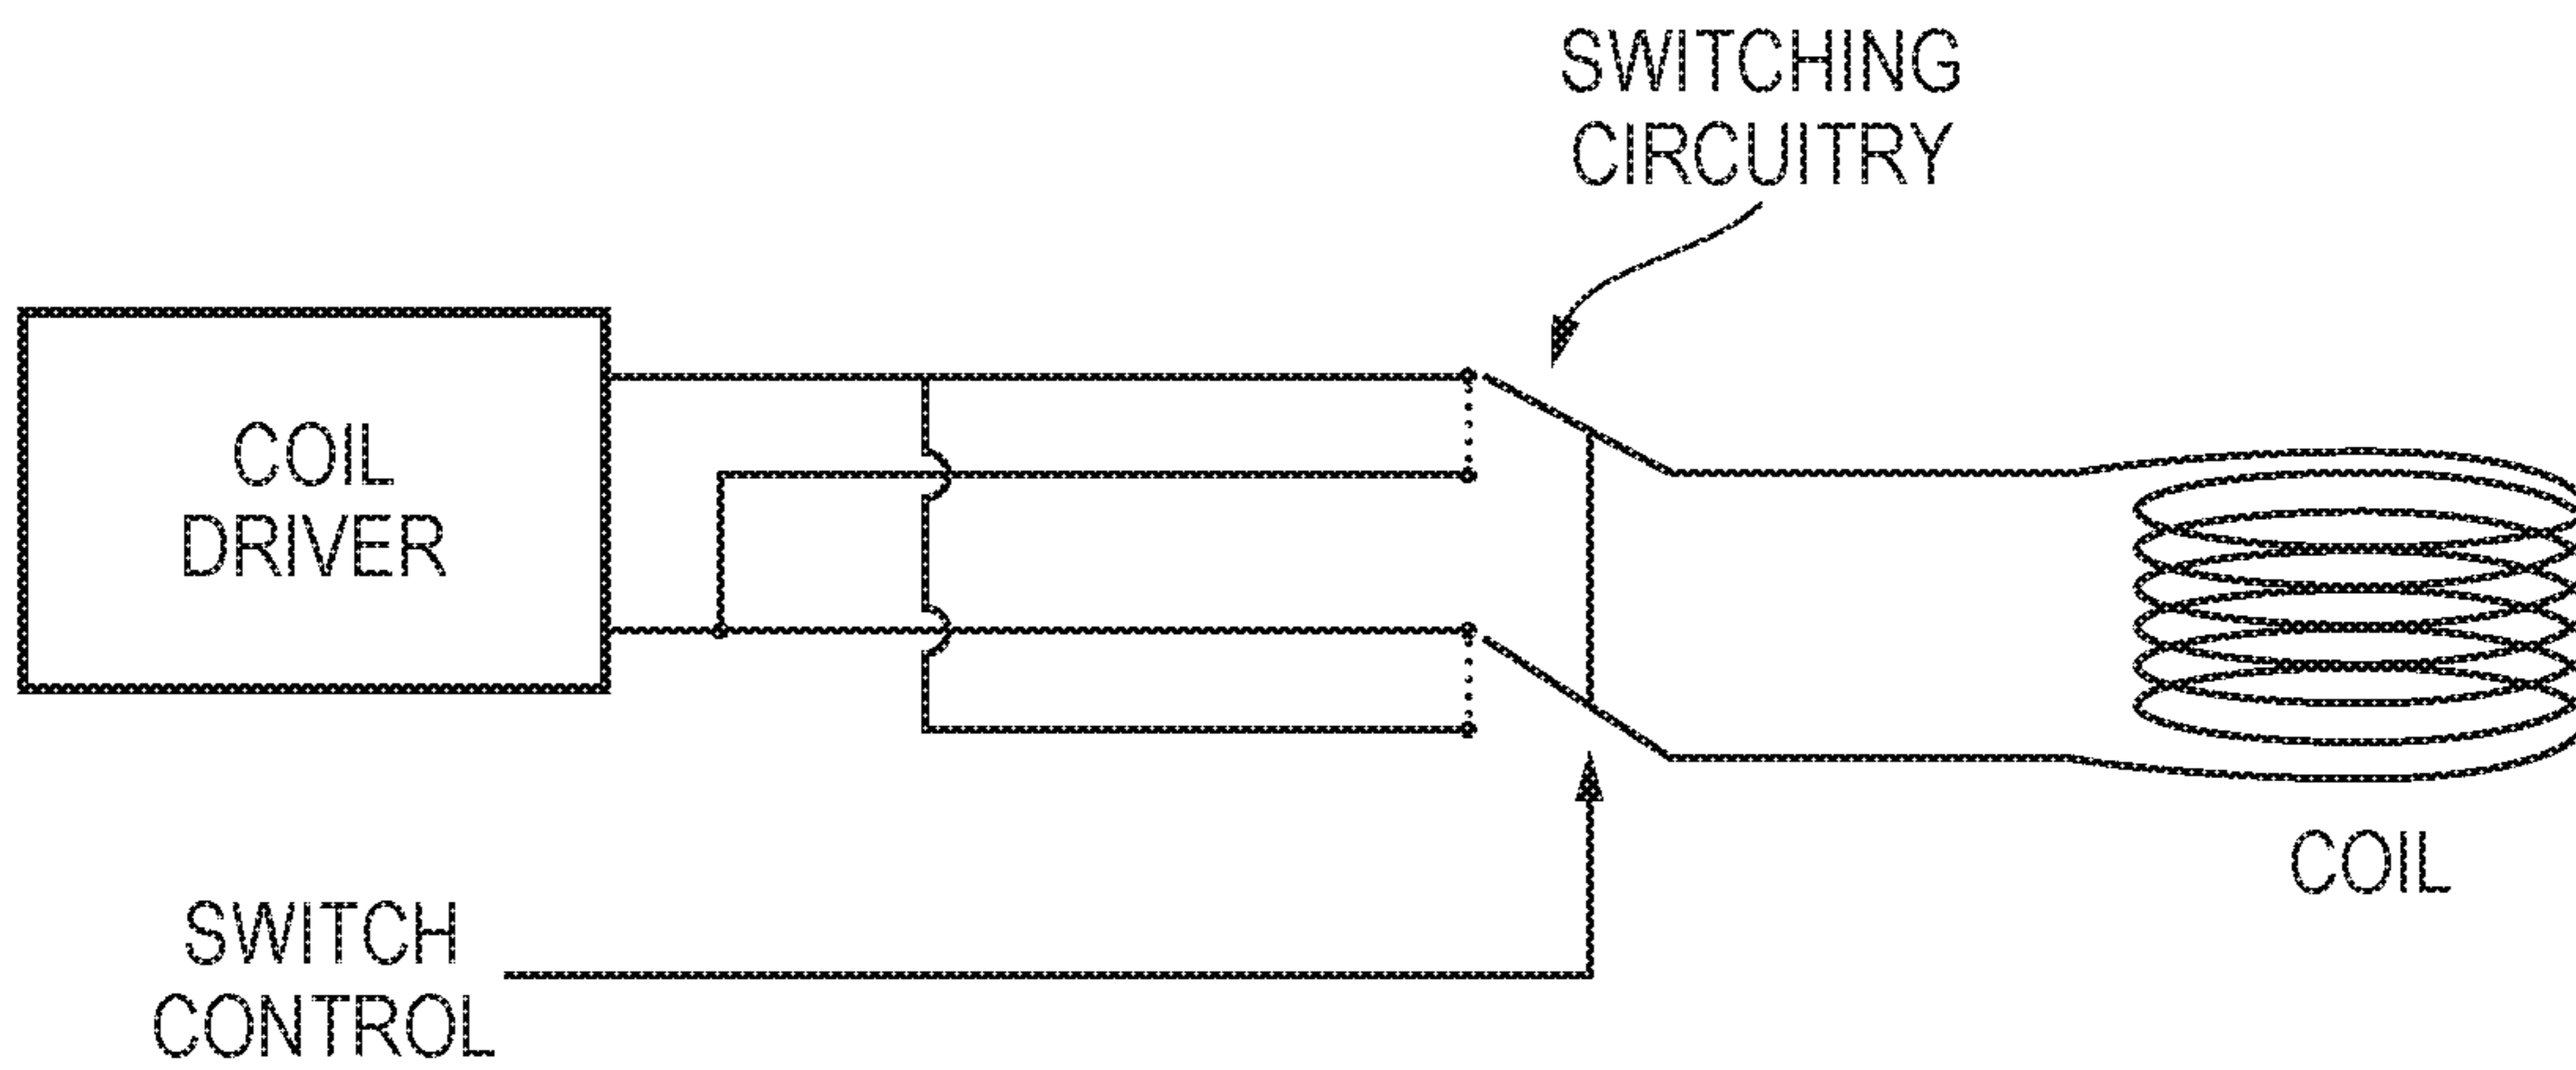 SWITCHING
CIRCUITRY
COIL
DRIVER
COIL
SWITCH
CONTROL